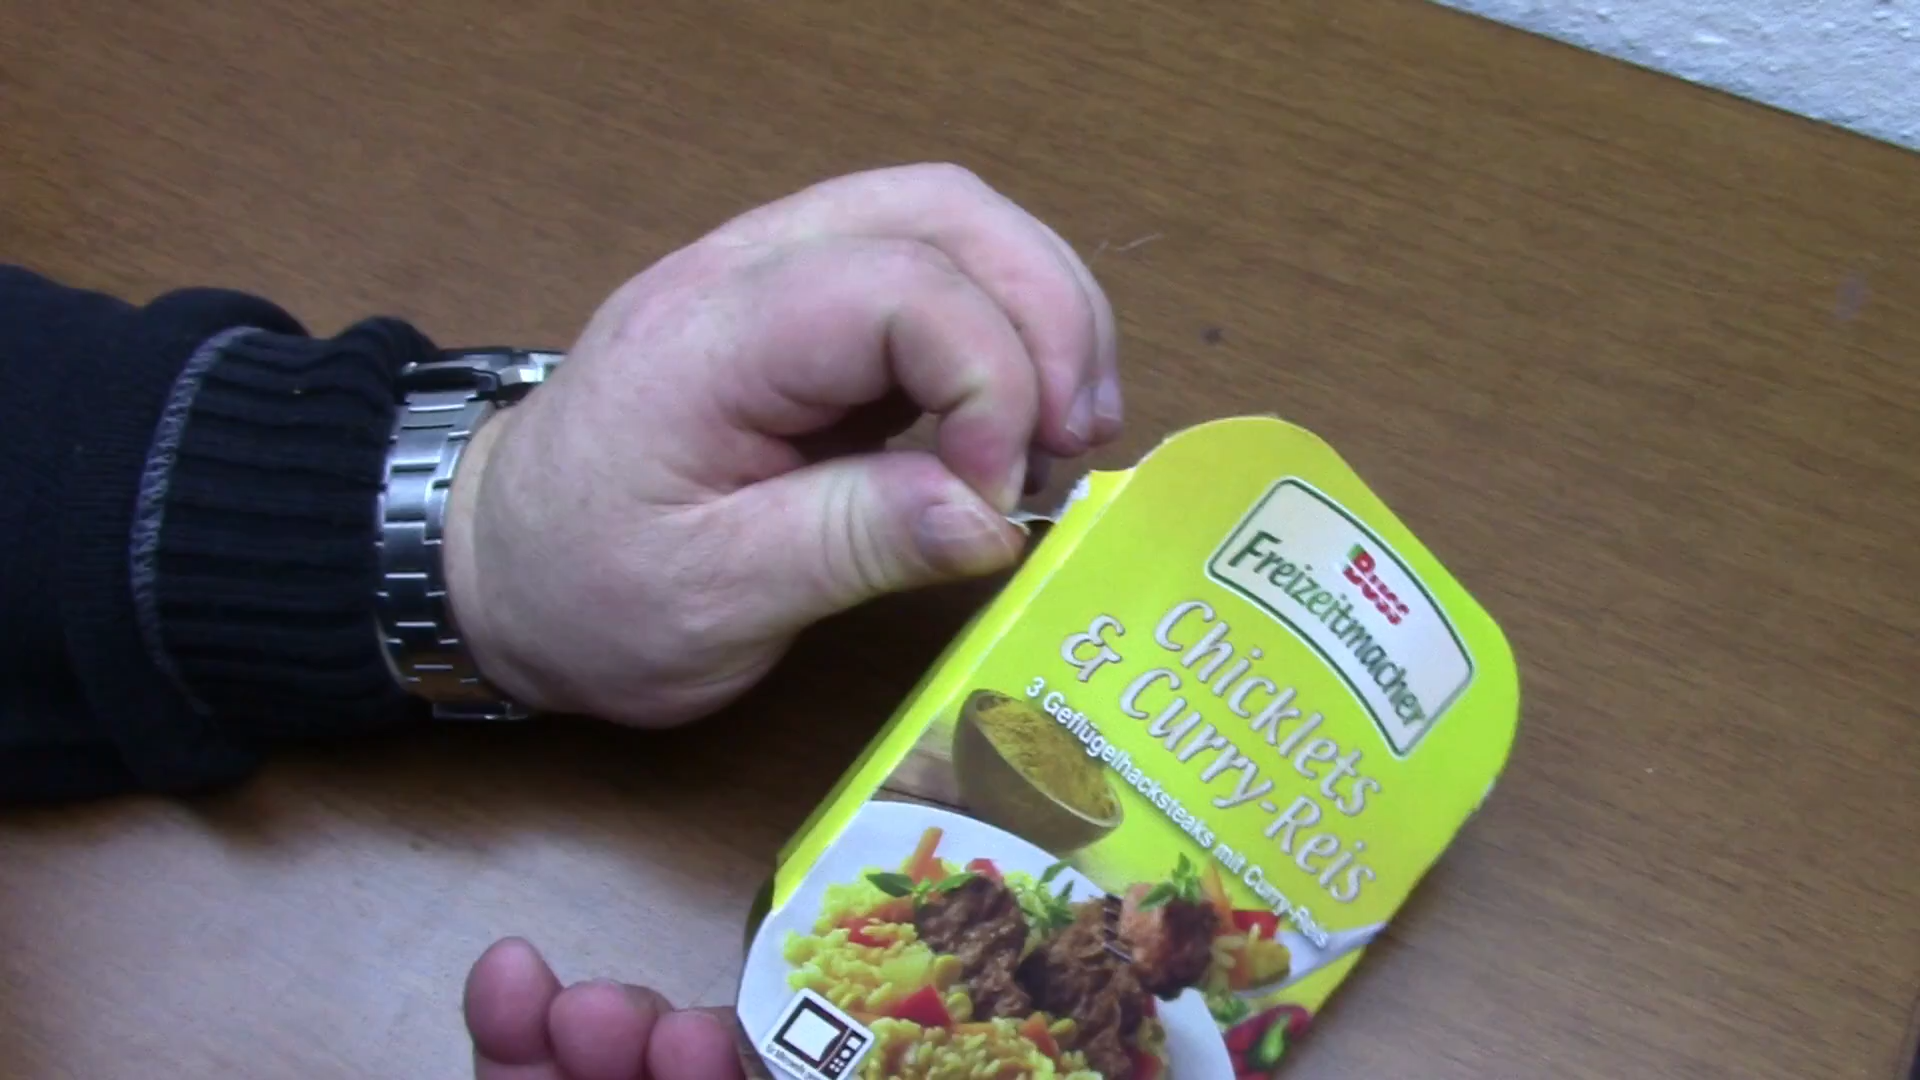 Buss
Freizeitmacher
Chicklets
& Curry-Reis
3 Geflügelhacksteaks mit Curry-Reis